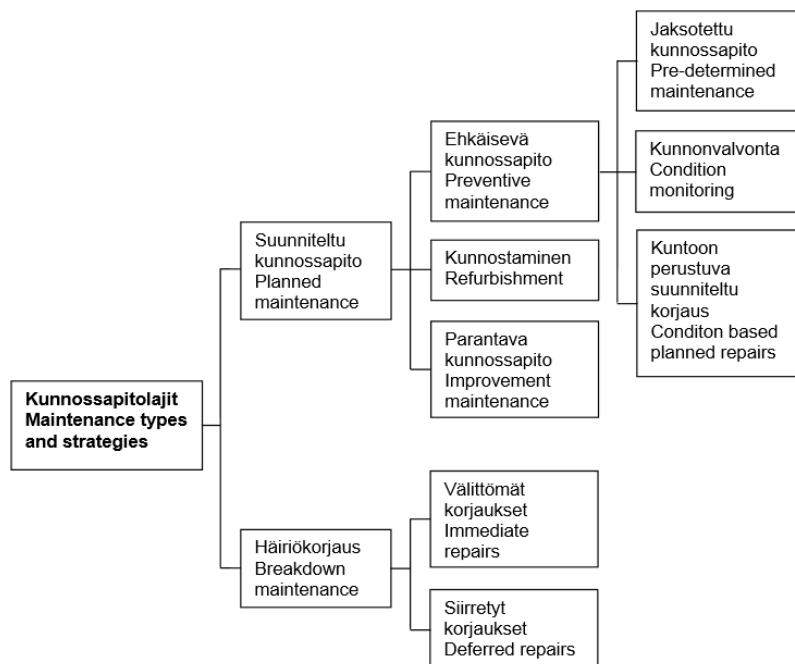 Kunnossapitolajit
Maintenance types
and strategies
Suunniteltu
kunnossapito
Planned
maintenance
Ehkäisevä
kunnossapito
Preventive
maintenance
Jaksotettu
kunnossapito
Pre-determined
maintenance
Kunnonvalvonta
Condition
monitoring
Kuntoon
perustuva
suunniteltu
korjaus
Conditon based
planned repairs
Kunnostaminen
Refurbishment
Parantava
kunnossapito
Improvement
maintenance
Häiriökorjaus
Breakdown
maintenance
Välittömät
korjaukset
Immediate
repairs
Siirretyt
korjaukset
Deferred repairs